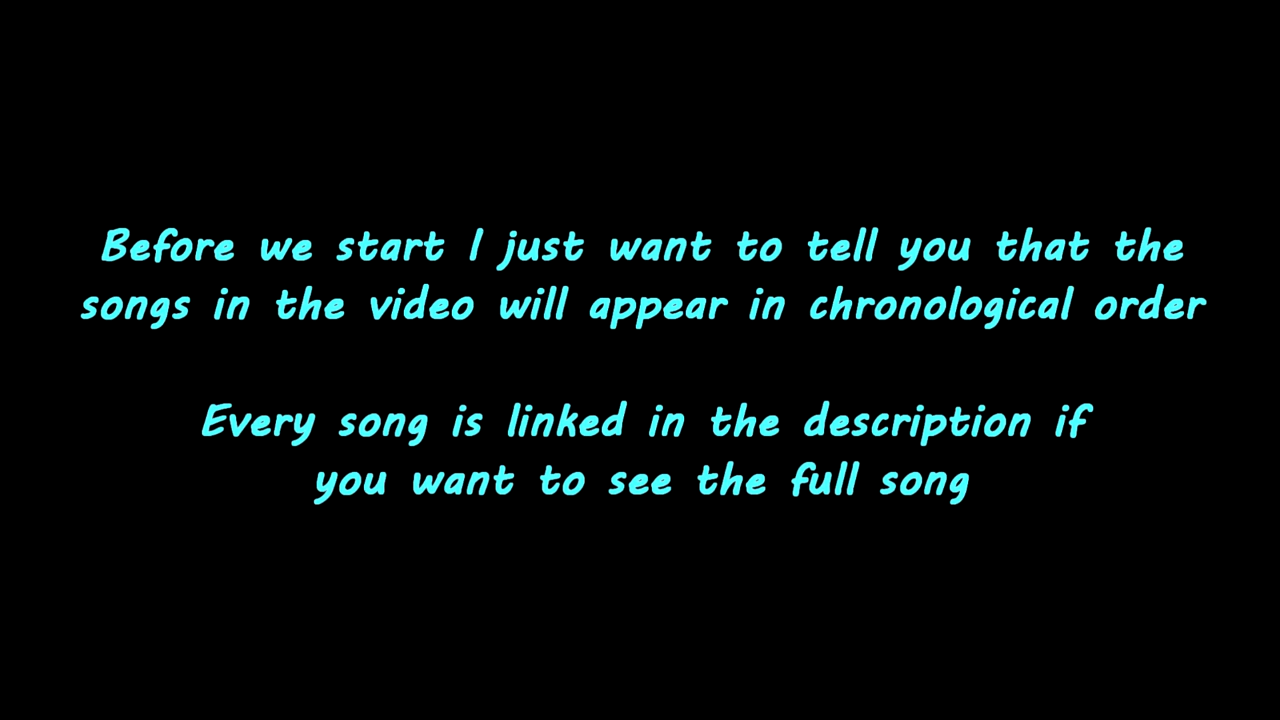 Before we start I just want to tell you that the
songs in the video will appear in chronological order
Every song is linked in the description if
you want to see the full song